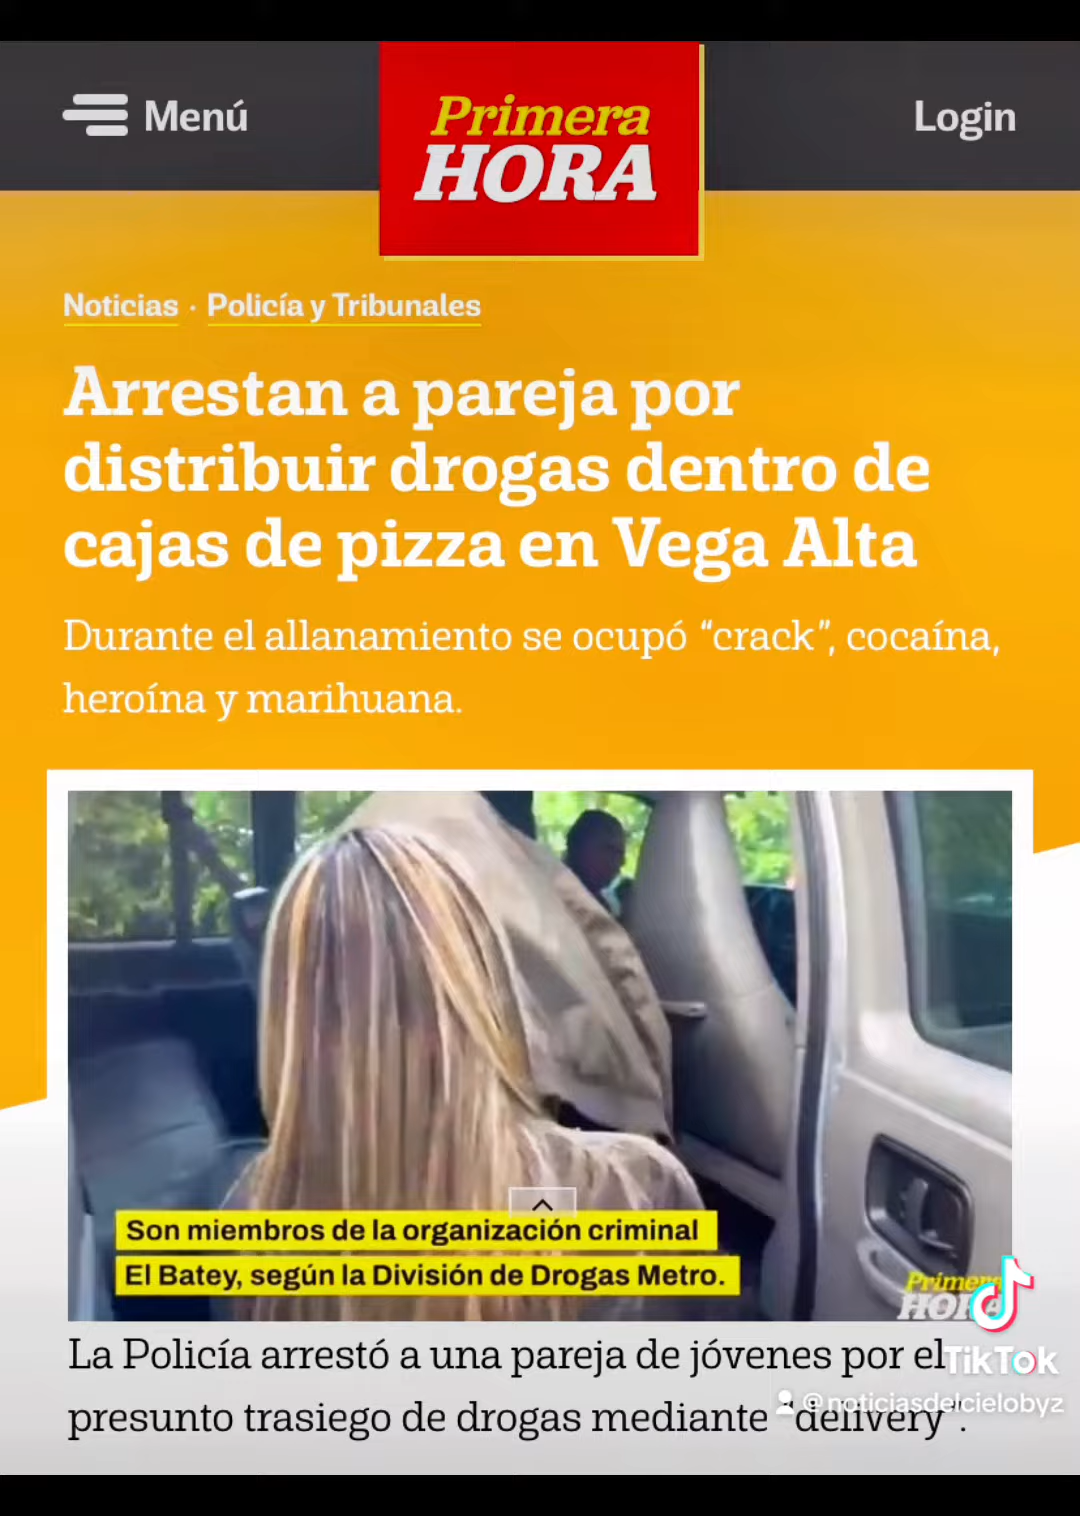 Menú
Primera
HORA
Login
Noticias · Policía y Tribunales
Arrestan a pareja por
distribuir drogas dentro de
cajas de pizza en Vega Alta
Durante el allanamiento se ocupó “crack”, cocaína,
heroína y marihuana.
Son miembros de la organización criminal
El Batey, según la División de Drogas Metro.
Primera
HORA
La Policía arrestó a una pareja de jóvenes por el
presunto trasiego de drogas mediante “delivery”.
TikTok
@noticiasdelcielobyz